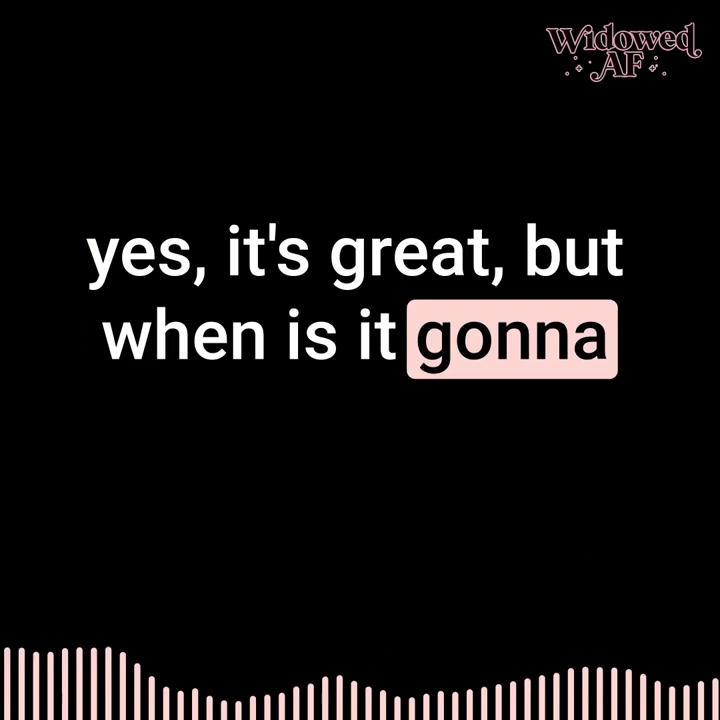 Widowed
AF
yes, it's great, but
when is it gonna